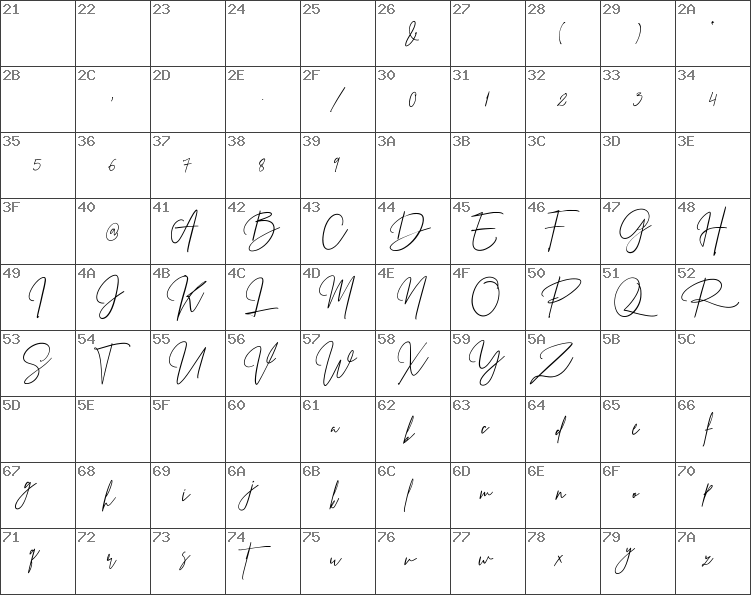 21 22 23 24 25 26 & 27 28 ( 29 ) 2A *
2B 2C , 2D 2E . 2F / 30 0 31 1 32 2 33 3 34 4
35 5 36 6 37 7 38 8 39 9 3A 3B 3C 3D 3E
3F 40 @ 41 A 42 B 43 C 44 D 45 E 46 F 47 G 48 H
49 I 4A J 4B K 4C L 4D M 4E N 4F O 50 P 51 Q 52 R
53 S 54 T 55 U 56 V 57 W 58 X 59 Y 5A Z 5B 5C
5D 5E 5F 60 61 a 62 b 63 c 64 d 65 e 66 f
67 g 68 h 69 i 6A j 6B k 6C l 6D m 6E n 6F o 70 p
71 q 72 r 73 s 74 t 75 u 76 v 77 w 78 x 79 y 7A z